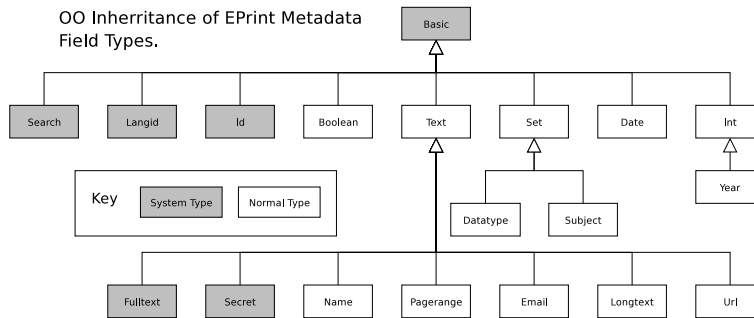 OO Inherritance of EPrint Metadata
Field Types.
Basic
Search
Langid
Id
Boolean
Text
Set
Date
Int
Key
System Type
Normal Type
Datatype
Subject
Year
Fulltext
Secret
Name
Pagerange
Email
Longtext
Url